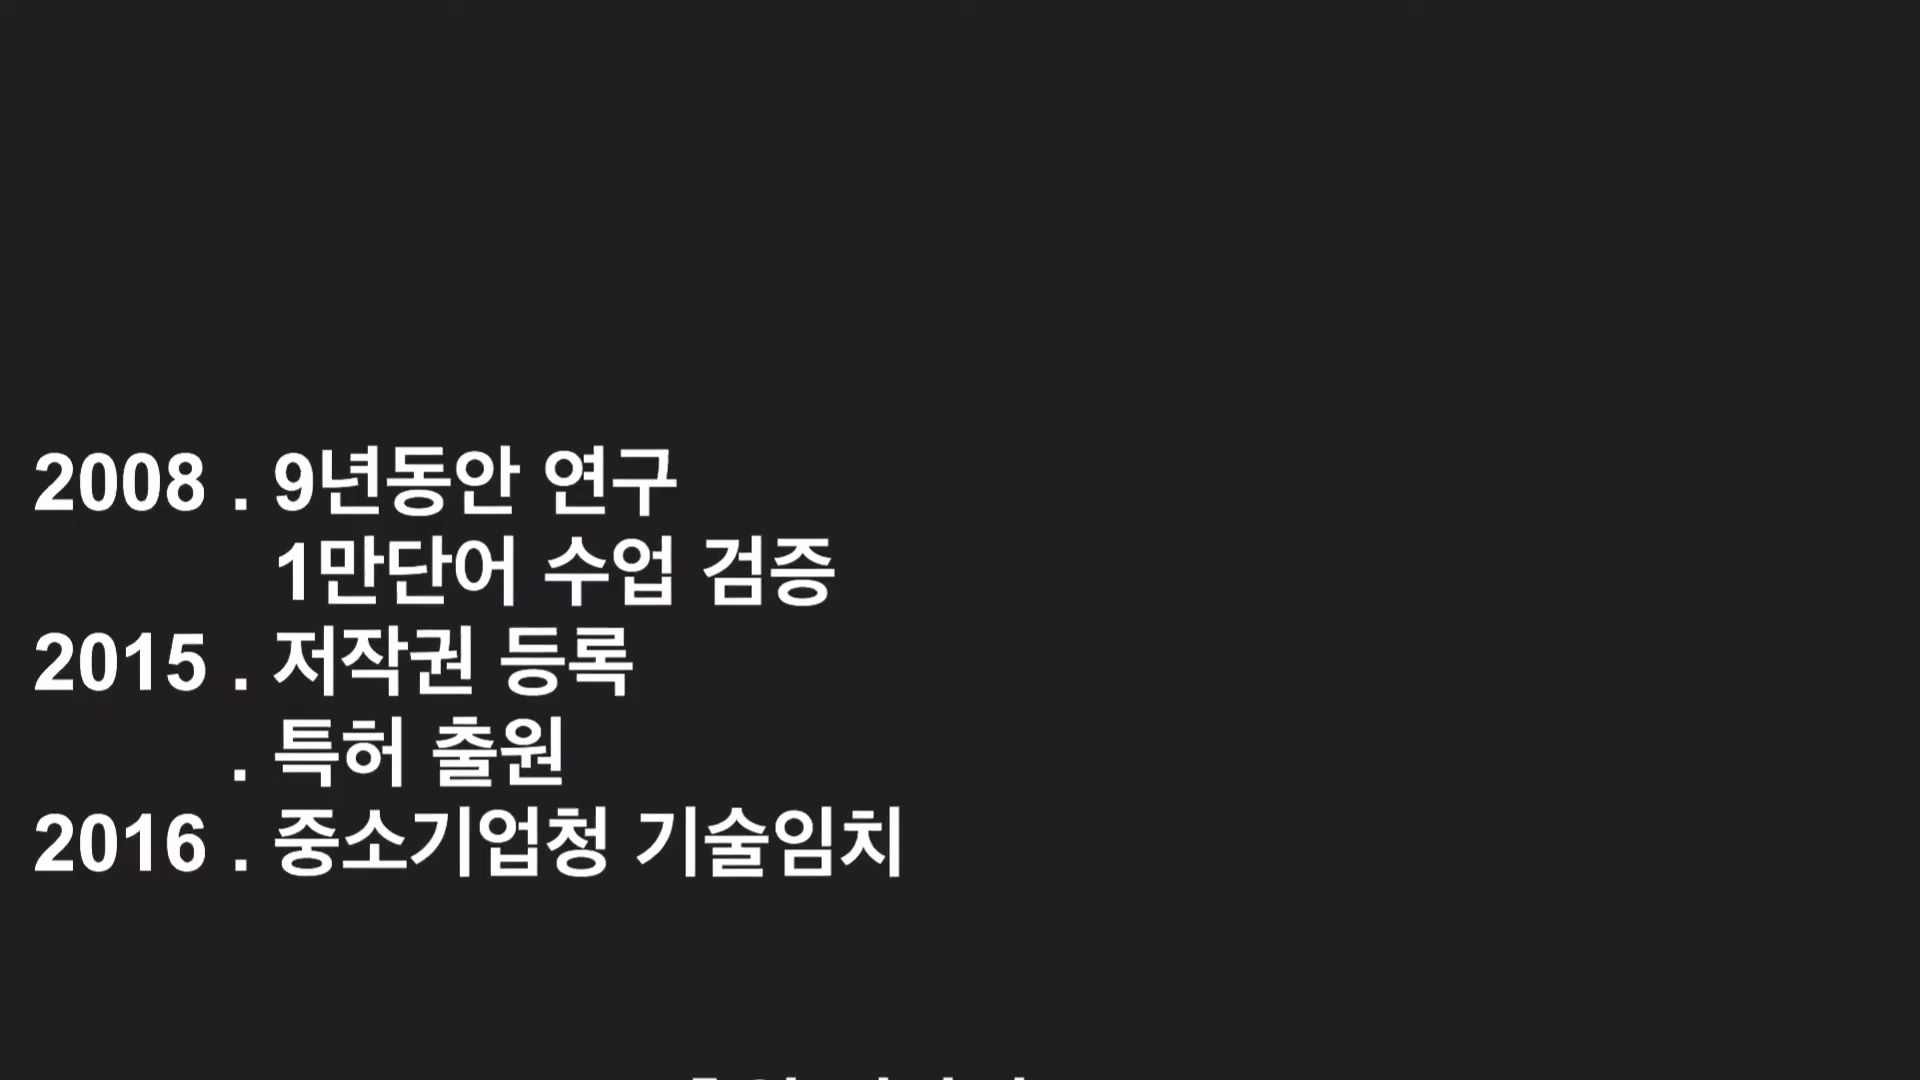 2008 . 9년동안 연구
1만단어 수업 검증
2015 . 저작권 등록
. 특허 출원
2016 . 중소기업청 기술임치